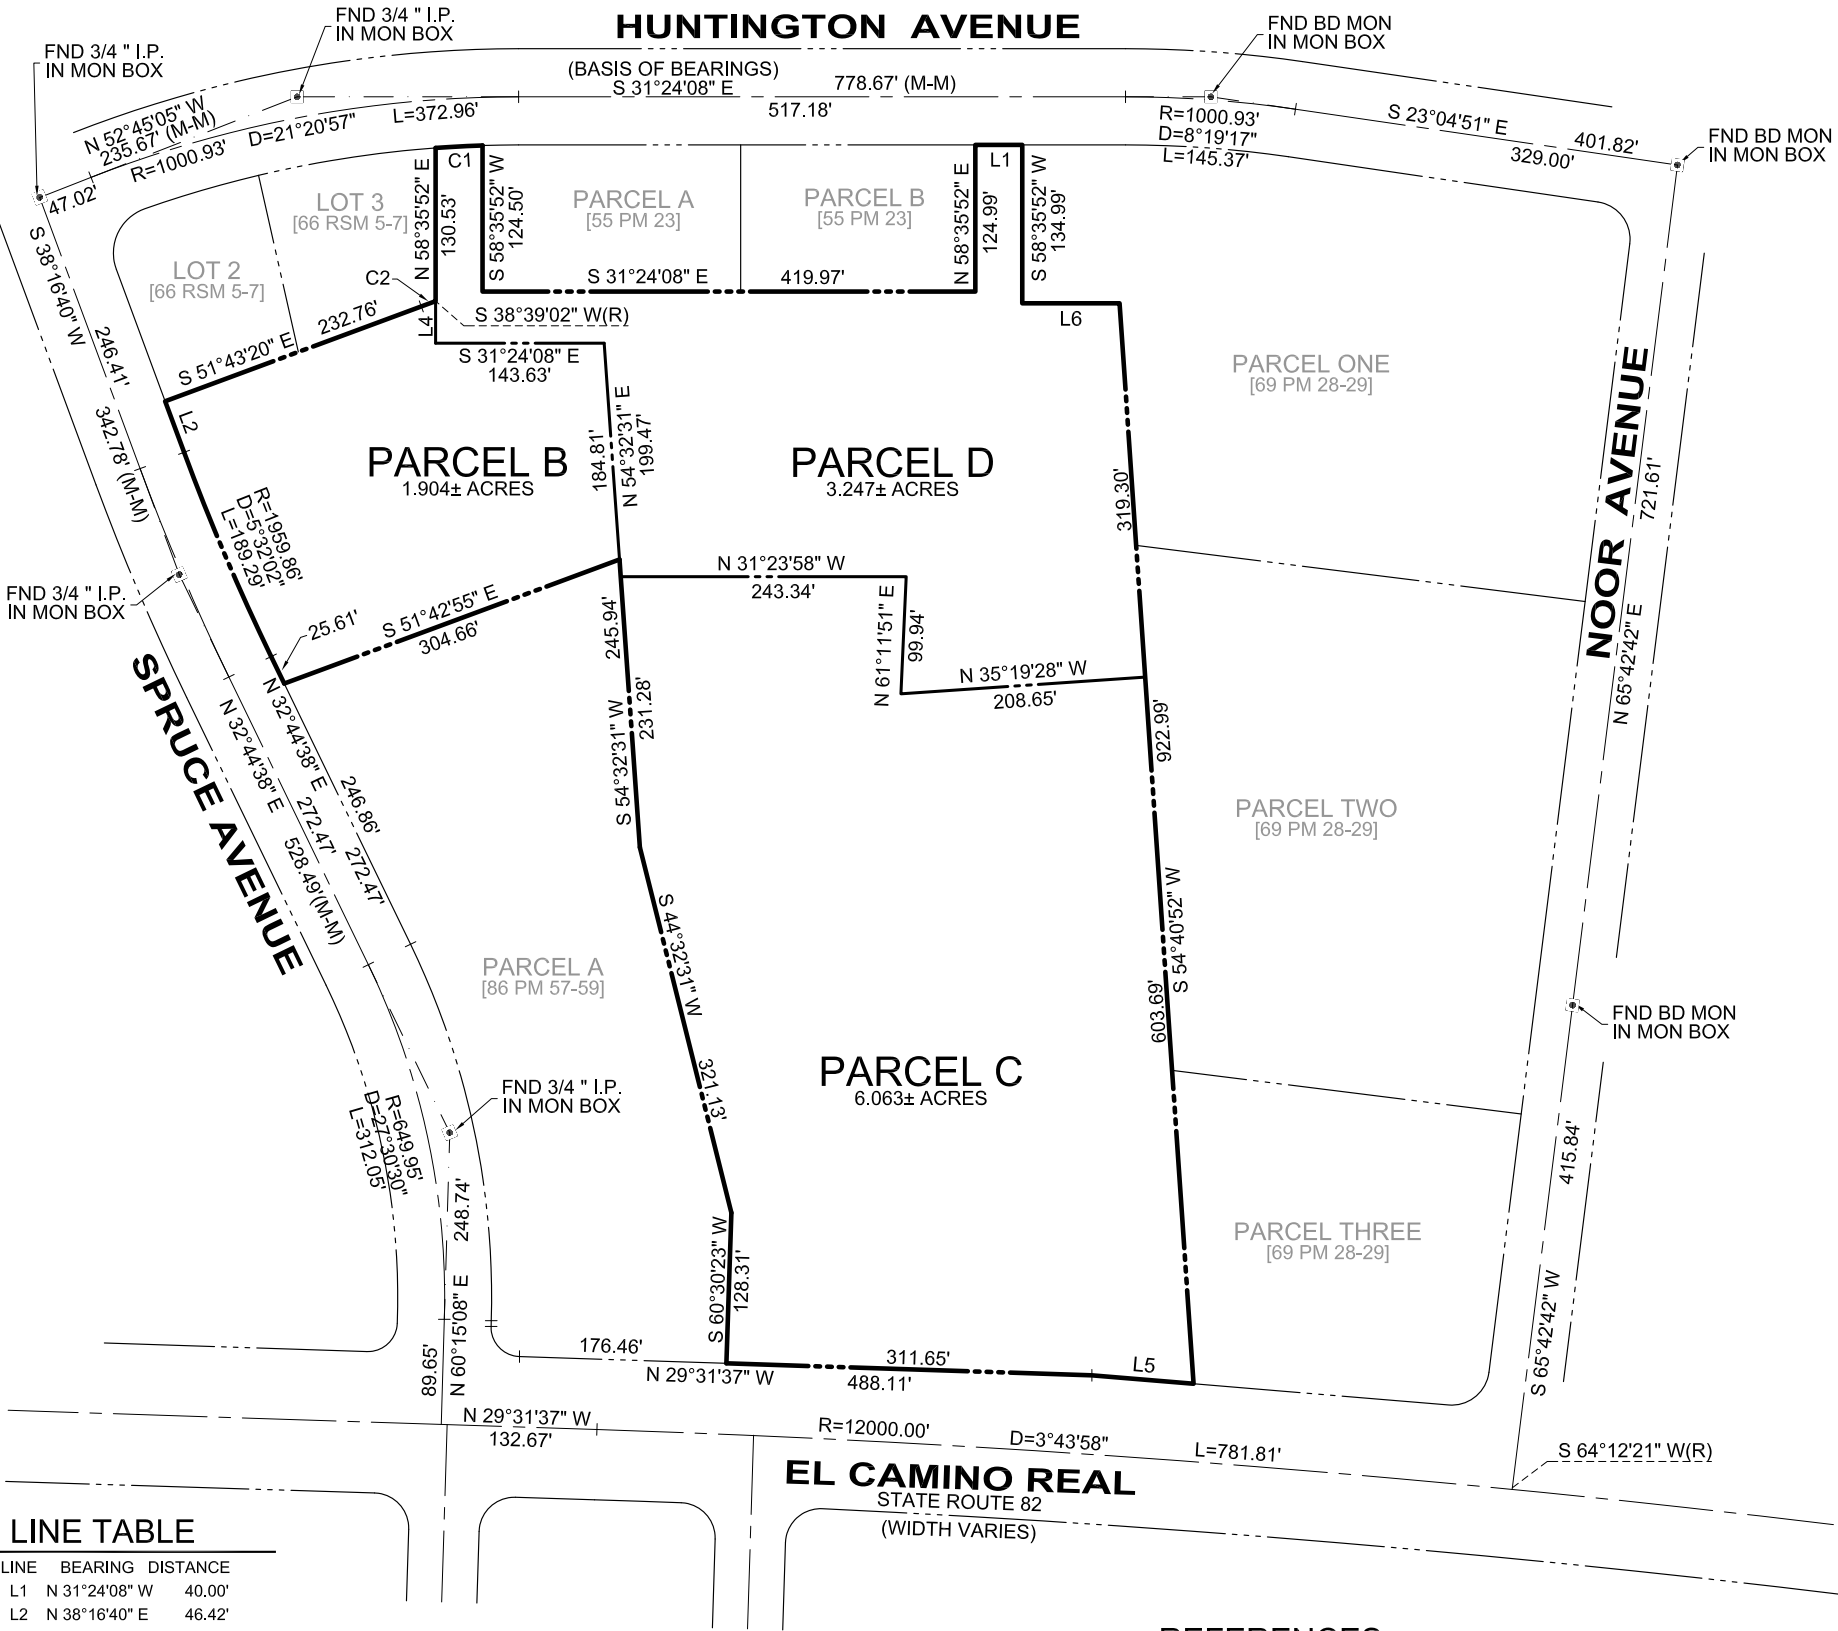 HUNTINGTON AVENUE
FND 3/4 " I.P.
IN MON BOX
FND 3/4 " I.P.
IN MON BOX
FND BD MON
IN MON BOX
FND BD MON
IN MON BOX
(BASIS OF BEARINGS)
S 31°24'08" E
778.67' (M-M)
517.18'
N 52°45'05" W
235.67' (M-M)
R=1000.93'
D=21°20'57"
L=372.96'
47.02'
R=1000.93'
D=8°19'17"
L=145.37'
S 23°04'51" E
401.82'
329.00'
C1
L1
N 58°35'52" E
130.53'
S 58°35'52" W
124.50'
N 58°35'52" E
124.99'
S 58°35'52" W
134.99'
LOT 3
[66 RSM 5-7]
PARCEL A
[55 PM 23]
PARCEL B
[55 PM 23]
LOT 2
[66 RSM 5-7]
C2
S 31°24'08" E
419.97'
S 38°39'02" W(R)
L4
L6
S 38°16'40" W
246.41'
342.78' (M-M)
S 51°43'20" E
232.76'
S 31°24'08" E
143.63'
L2
PARCEL ONE
[69 PM 28-29]
PARCEL B
1.904± ACRES
184.81'
N 54°32'31" E
199.47'
PARCEL D
3.247± ACRES
319.30'
NOOR AVENUE
721.61'
N 65°42'42" E
R=1959.86'
D=5°32'02"
L=189.29'
FND 3/4 " I.P.
IN MON BOX
25.61'
S 51°42'55" E
304.66'
N 31°23'58" W
243.34'
245.94'
N 61°11'51" E
99.94'
N 35°19'28" W
208.65'
SPRUCE AVENUE
N 32°44'38" E
272.47'
528.49'(M-M)
N 32°44'38" E
246.86'
272.47'
S 54°32'31" W
231.28'
922.99'
PARCEL TWO
[69 PM 28-29]
S 44°32'31" W
321.13'
S 54°40'52" W
603.69'
PARCEL A
[86 PM 57-59]
FND BD MON
IN MON BOX
PARCEL C
6.063± ACRES
FND 3/4 " I.P.
IN MON BOX
R=649.95'
D=27°30'30"
L=312.05'
415.84'
248.74'
N 60°15'08" E
89.65'
S 60°30'23" W
128.31'
PARCEL THREE
[69 PM 28-29]
S 65°42'42" W
176.46'
N 29°31'37" W
311.65'
488.11'
L5
N 29°31'37" W
132.67'
R=12000.00'
D=3°43'58"
L=781.81'
S 64°12'21" W(R)
EL CAMINO REAL
STATE ROUTE 82
(WIDTH VARIES)
LINE TABLE
LINE BEARING DISTANCE
L1 N 31°24'08" W 40.00'
L2 N 38°16'40" E 46.42'
REFERENCES